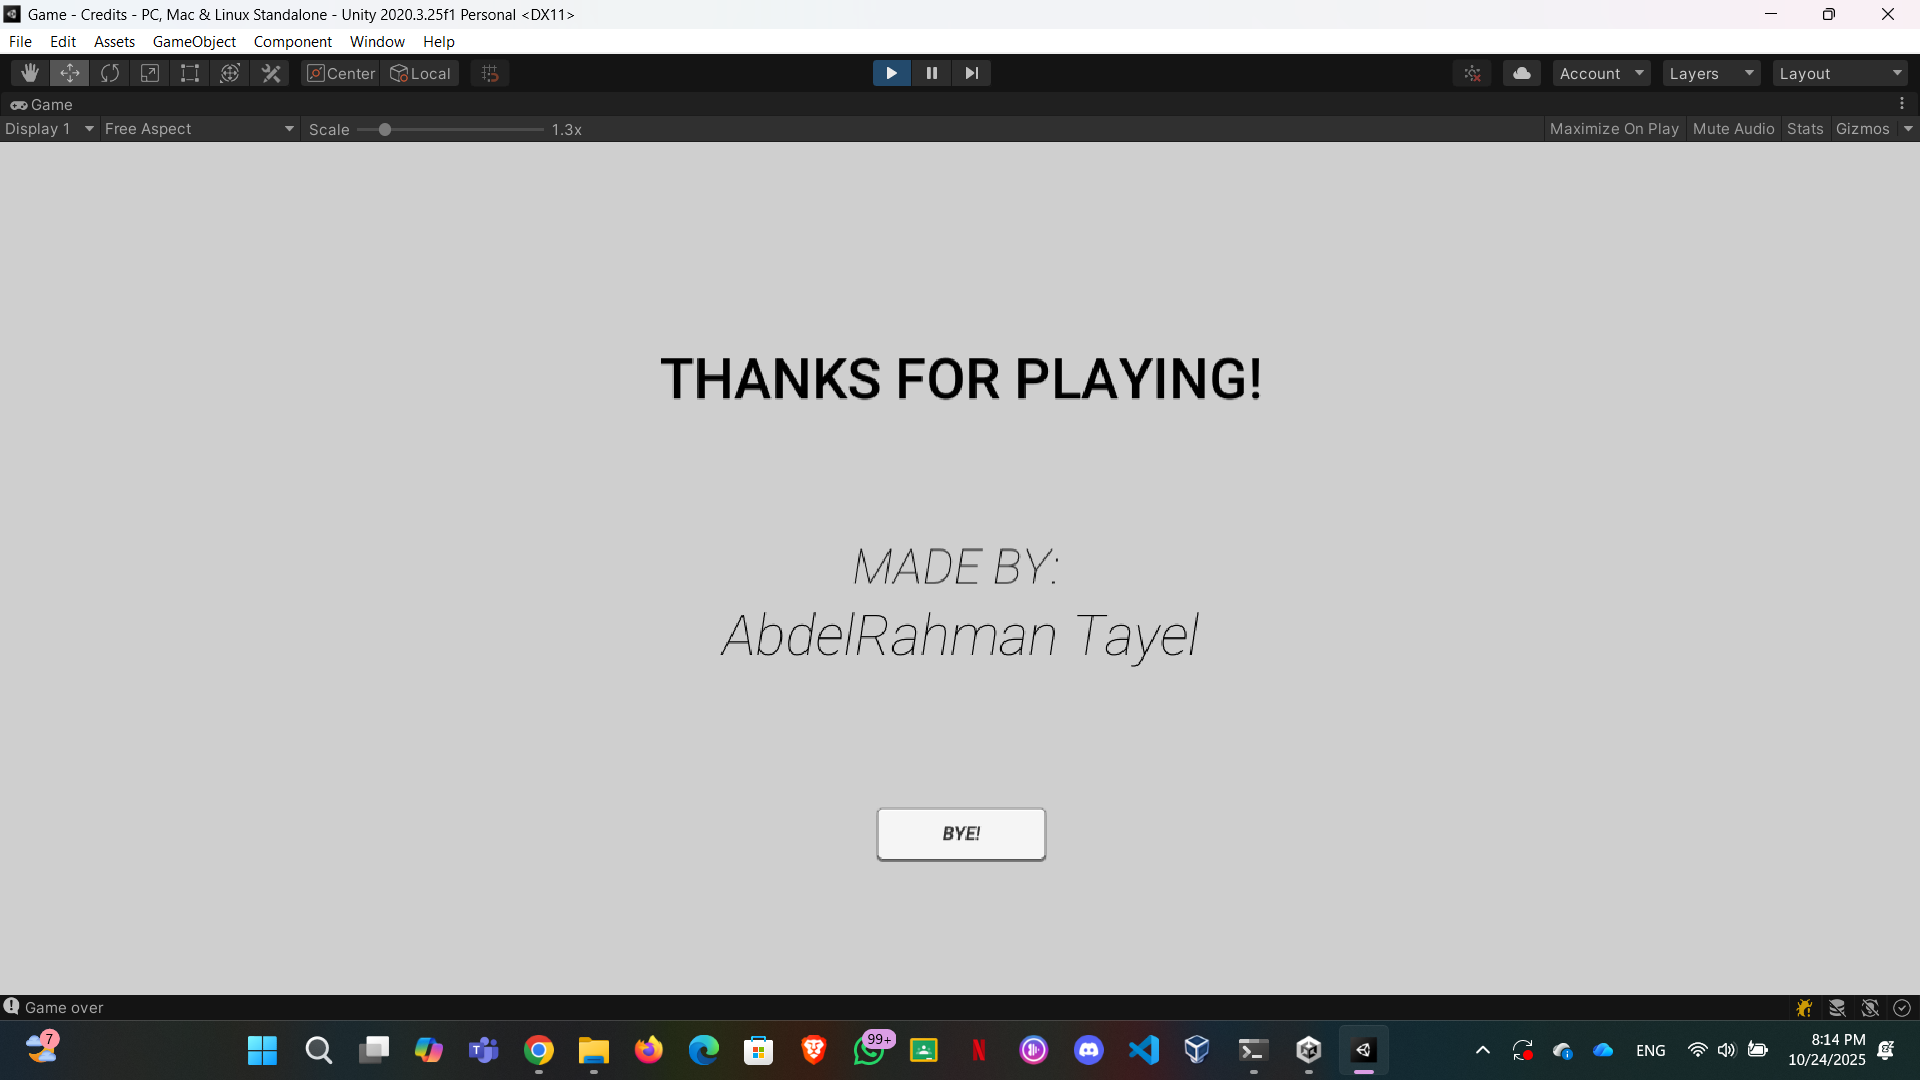 Game - Credits - PC, Mac & Linux Standalone - Unity 2020.3.25f1 Personal <DX11>
File Edit Assets GameObject Component Window Help
Center Local Account Layers Layout
Game
Display 1 Free Aspect Scale 1.3x Maximize On Play Mute Audio Stats Gizmos
THANKS FOR PLAYING!
MADE BY:
AbdelRahman Tayel
BYE!
Game over
7 99+ ENG 8:14 PM
10/24/2025